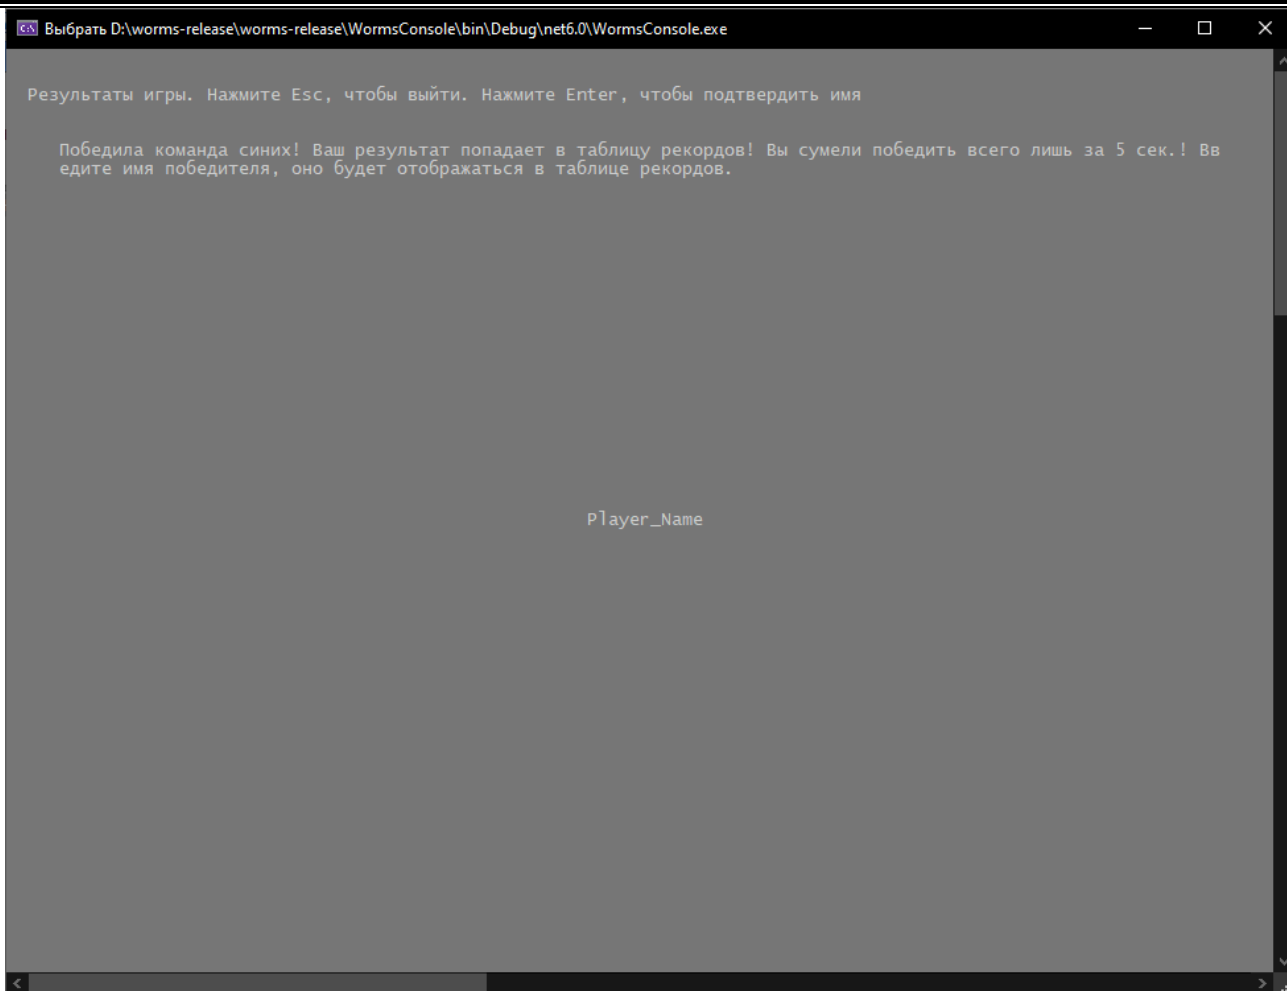 Выбрать D:\worms-release\worms-release\WormsConsole\bin\Debug\net6.0\WormsConsole.exe
Результаты игры. Нажмите Esc, чтобы выйти. Нажмите Enter, чтобы подтвердить имя
Победила команда синих! Ваш результат попадает в таблицу рекордов! Вы сумели победить всего лишь за 5 сек.! Вв
едите имя победителя, оно будет отображаться в таблице рекордов.
Player_Name